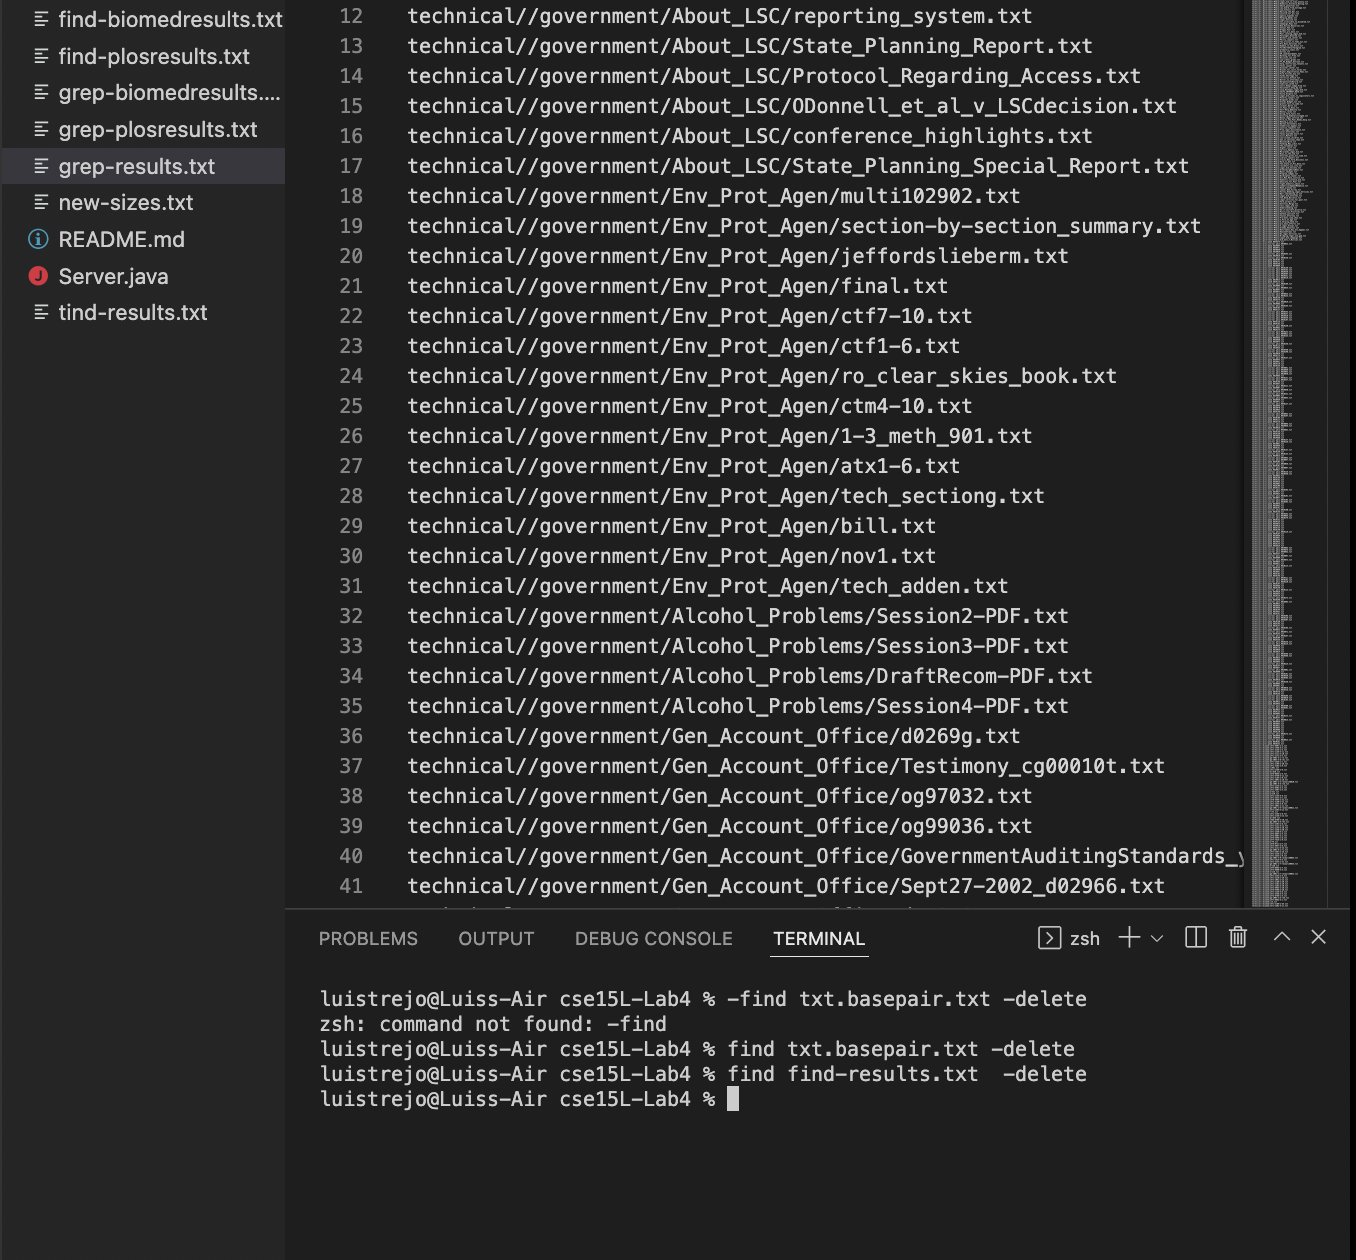 find-biomedresults.txt
find-plosresults.txt
grep-biomedresults....
grep-plosresults.txt
grep-results.txt
new-sizes.txt
README.md
Server.java
tind-results.txt
12 technical//government/About_LSC/reporting_system.txt
13 technical//government/About_LSC/State_Planning_Report.txt
14 technical//government/About_LSC/Protocol_Regarding_Access.txt
15 technical//government/About_LSC/ODonnell_et_al_v_LSCdecision.txt
16 technical//government/About_LSC/conference_highlights.txt
17 technical//government/About_LSC/State_Planning_Special_Report.txt
18 technical//government/Env_Prot_Agen/multi102902.txt
19 technical//government/Env_Prot_Agen/section-by-section_summary.txt
20 technical//government/Env_Prot_Agen/jeffordslieberm.txt
21 technical//government/Env_Prot_Agen/final.txt
22 technical//government/Env_Prot_Agen/ctf7-10.txt
23 technical//government/Env_Prot_Agen/ctf1-6.txt
24 technical//government/Env_Prot_Agen/ro_clear_skies_book.txt
25 technical//government/Env_Prot_Agen/ctm4-10.txt
26 technical//government/Env_Prot_Agen/1-3_meth_901.txt
27 technical//government/Env_Prot_Agen/atx1-6.txt
28 technical//government/Env_Prot_Agen/tech_sectiong.txt
29 technical//government/Env_Prot_Agen/bill.txt
30 technical//government/Env_Prot_Agen/nov1.txt
31 technical//government/Env_Prot_Agen/tech_adden.txt
32 technical//government/Alcohol_Problems/Session2-PDF.txt
33 technical//government/Alcohol_Problems/Session3-PDF.txt
34 technical//government/Alcohol_Problems/DraftRecom-PDF.txt
35 technical//government/Alcohol_Problems/Session4-PDF.txt
36 technical//government/Gen_Account_Office/d0269g.txt
37 technical//government/Gen_Account_Office/Testimony_cg00010t.txt
38 technical//government/Gen_Account_Office/og97032.txt
39 technical//government/Gen_Account_Office/og99036.txt
40 technical//government/Gen_Account_Office/GovernmentAuditingStandards_y
41 technical//government/Gen_Account_Office/Sept27-2002_d02966.txt
PROBLEMS OUTPUT DEBUG CONSOLE TERMINAL zsh
luistrejo@Luiss-Air cse15L-Lab4 % -find txt.basepair.txt -delete
zsh: command not found: -find
luistrejo@Luiss-Air cse15L-Lab4 % find txt.basepair.txt -delete
luistrejo@Luiss-Air cse15L-Lab4 % find find-results.txt  -delete
luistrejo@Luiss-Air cse15L-Lab4 %